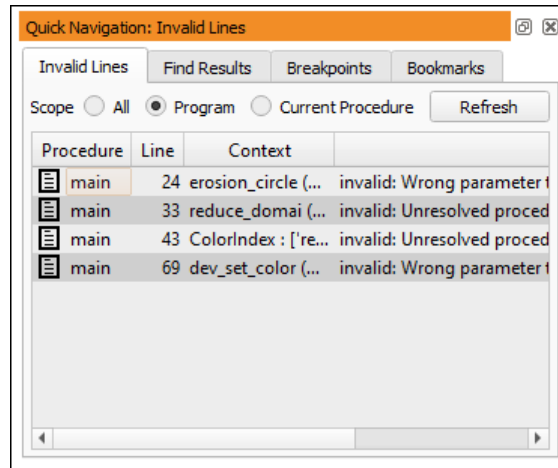 Quick Navigation: Invalid Lines
Invalid Lines Find Results Breakpoints Bookmarks
Scope All Program Current Procedure Refresh
Procedure Line Context
main 24 erosion_circle (... invalid: Wrong parameter t
main 33 reduce_domai (... invalid: Unresolved proced
main 43 ColorIndex : ['re... invalid: Unresolved proced
main 69 dev_set_color (... invalid: Wrong parameter t